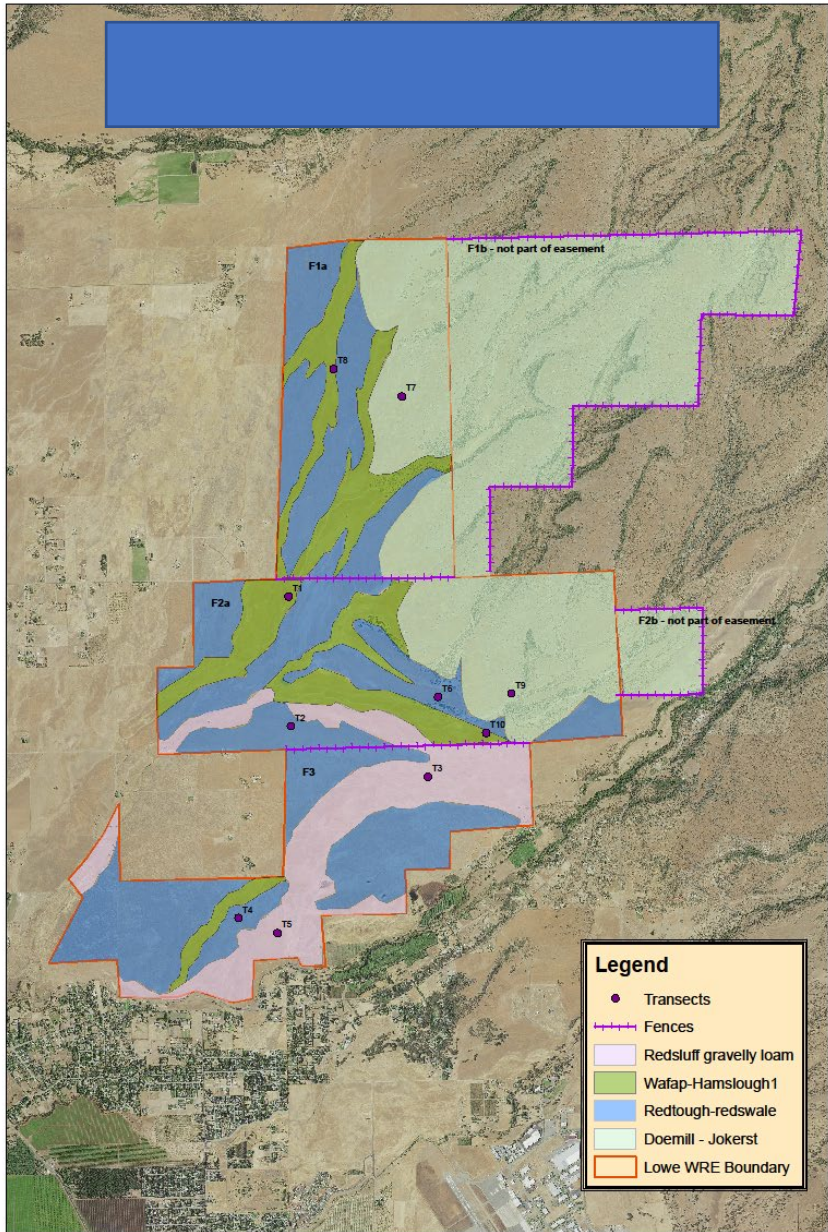 F1b - not part of easement
F1a
T8
T7
T1
F2a
F2b - not part of easement
T9
T6
T2
T10
F3
T3
T4
T5
Legend
Transects
Fences
Redsluff gravelly loam
Wafap-Hamslough1
Redtough-redswale
Doemill - Jokerst
Lowe WRE Boundary